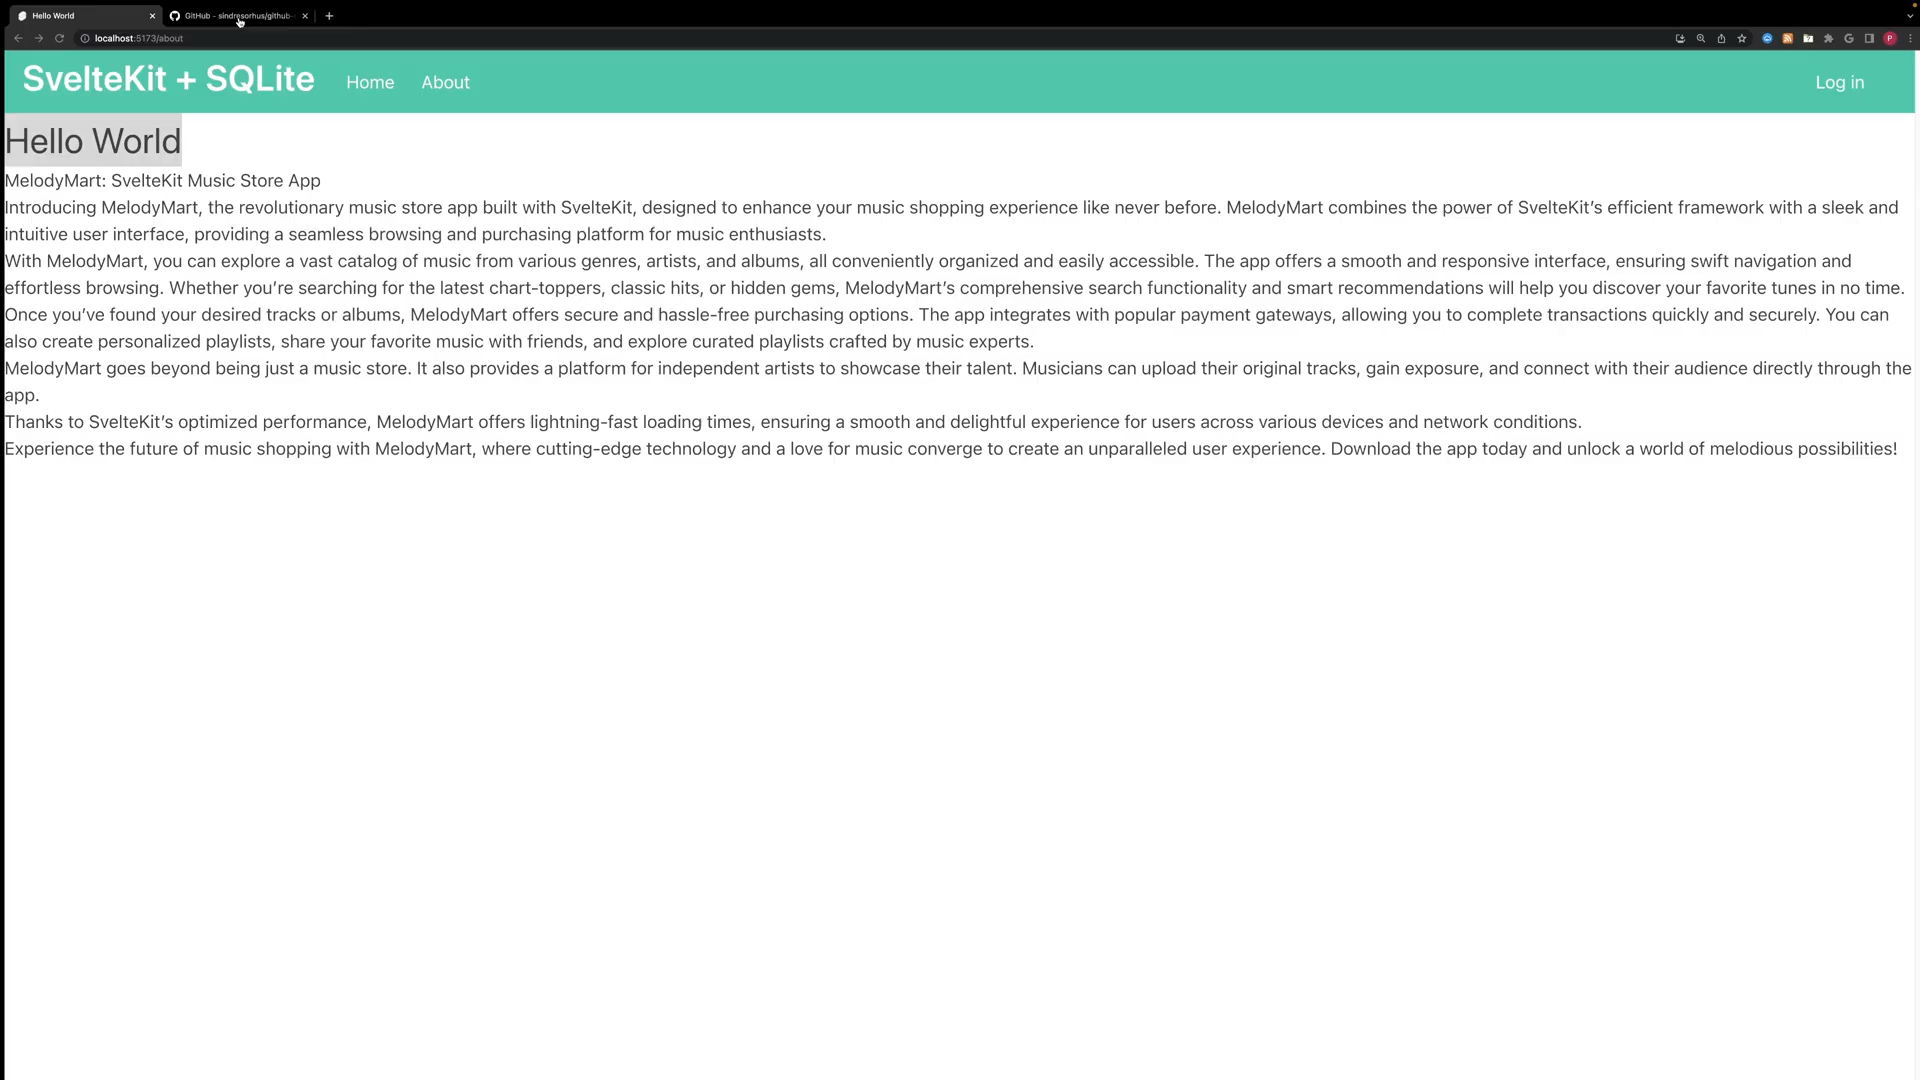 Hello World
GitHub - sindresorhus/github-
localhost:5173/about
SvelteKit + SQLite Home About Log in
Hello World
MelodyMart: SvelteKit Music Store App
Introducing MelodyMart, the revolutionary music store app built with SvelteKit, designed to enhance your music shopping experience like never before. MelodyMart combines the power of SvelteKit’s efficient framework with a sleek and
intuitive user interface, providing a seamless browsing and purchasing platform for music enthusiasts.
With MelodyMart, you can explore a vast catalog of music from various genres, artists, and albums, all conveniently organized and easily accessible. The app offers a smooth and responsive interface, ensuring swift navigation and
effortless browsing. Whether you’re searching for the latest chart-toppers, classic hits, or hidden gems, MelodyMart’s comprehensive search functionality and smart recommendations will help you discover your favorite tunes in no time.
Once you’ve found your desired tracks or albums, MelodyMart offers secure and hassle-free purchasing options. The app integrates with popular payment gateways, allowing you to complete transactions quickly and securely. You can
also create personalized playlists, share your favorite music with friends, and explore curated playlists crafted by music experts.
MelodyMart goes beyond being just a music store. It also provides a platform for independent artists to showcase their talent. Musicians can upload their original tracks, gain exposure, and connect with their audience directly through the
app.
Thanks to SvelteKit’s optimized performance, MelodyMart offers lightning-fast loading times, ensuring a smooth and delightful experience for users across various devices and network conditions.
Experience the future of music shopping with MelodyMart, where cutting-edge technology and a love for music converge to create an unparalleled user experience. Download the app today and unlock a world of melodious possibilities!